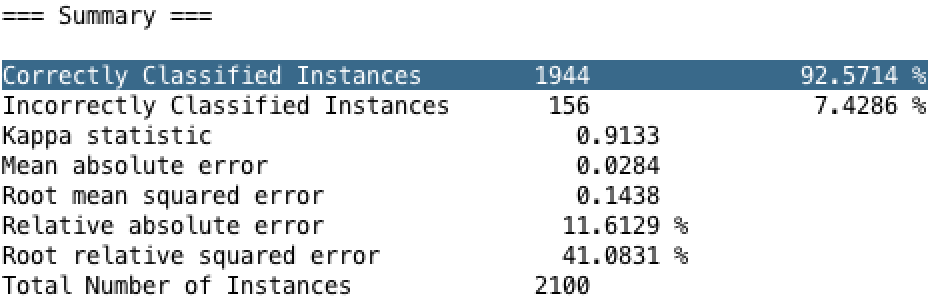 === Summary ===
Correctly Classified Instances 1944 92.5714 %
Incorrectly Classified Instances 156 7.4286 %
Kappa statistic 0.9133
Mean absolute error 0.0284
Root mean squared error 0.1438
Relative absolute error 11.6129 %
Root relative squared error 41.0831 %
Total Number of Instances 2100